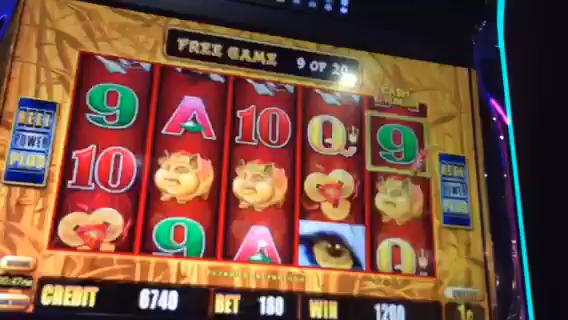 FREE GAME 9 OF 20
CASH
9 A 10 Q 9
10
9 A Q
REEL POWER PLUS
REEL POWER PLUS
CREDIT 6740 BET 180 WIN 1200